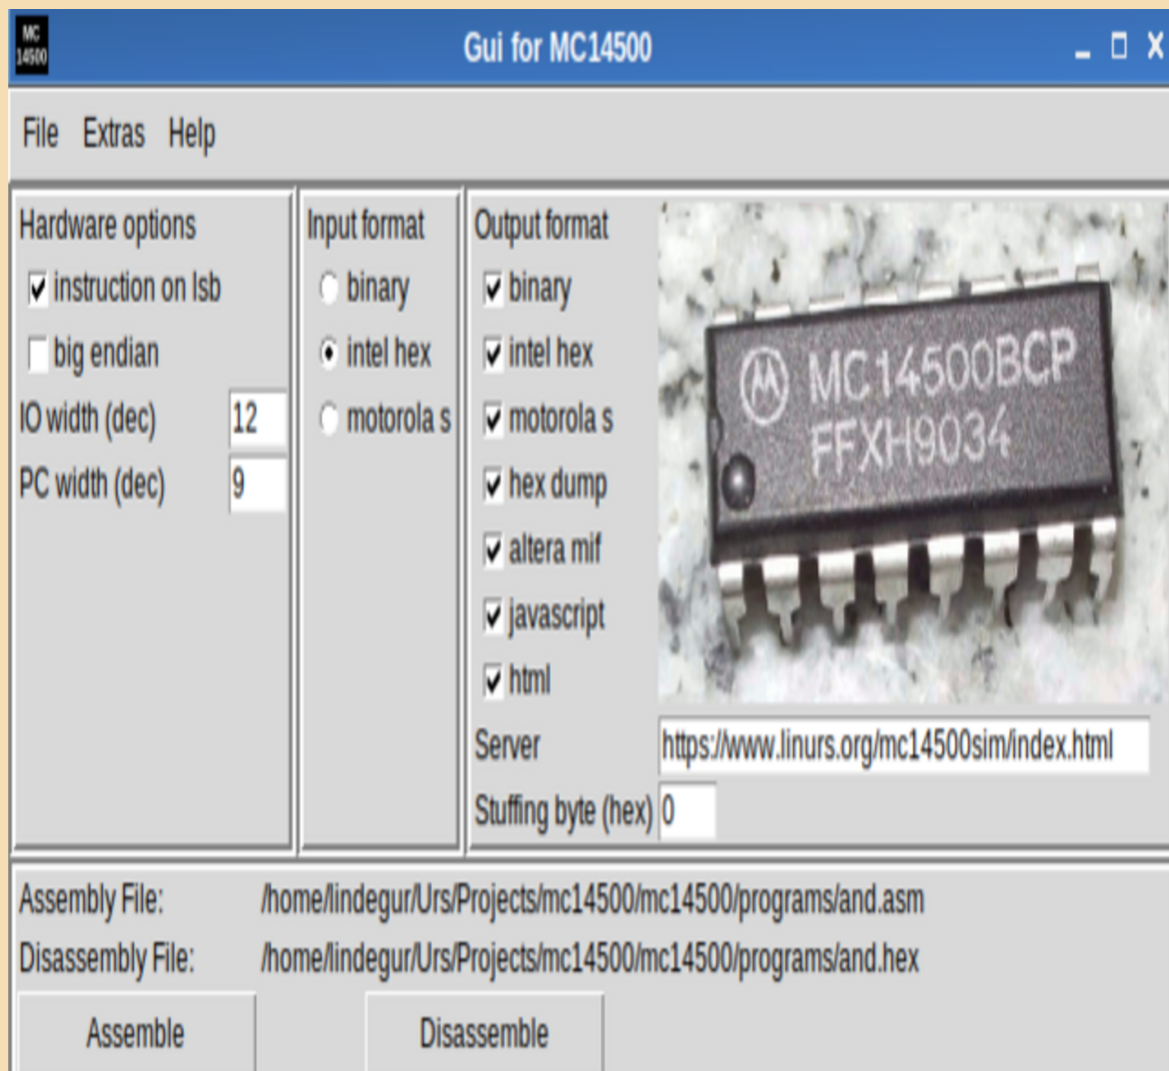 MC
14500
Gui for MC14500
File Extras Help
Hardware options
instruction on lsb
big endian
IO width (dec) 12
PC width (dec) 9
Input format
binary
intel hex
motorola s
Output format
binary
intel hex
motorola s
hex dump
altera mif
javascript
html
MC14500BCP
FFXH9034
Server https://www.linurs.org/mc14500sim/index.html
Stuffing byte (hex) 0
Assembly File: /home/lindegur/Urs/Projects/mc14500/mc14500/programs/and.asm
Disassembly File: /home/lindegur/Urs/Projects/mc14500/mc14500/programs/and.hex
Assemble Disassemble